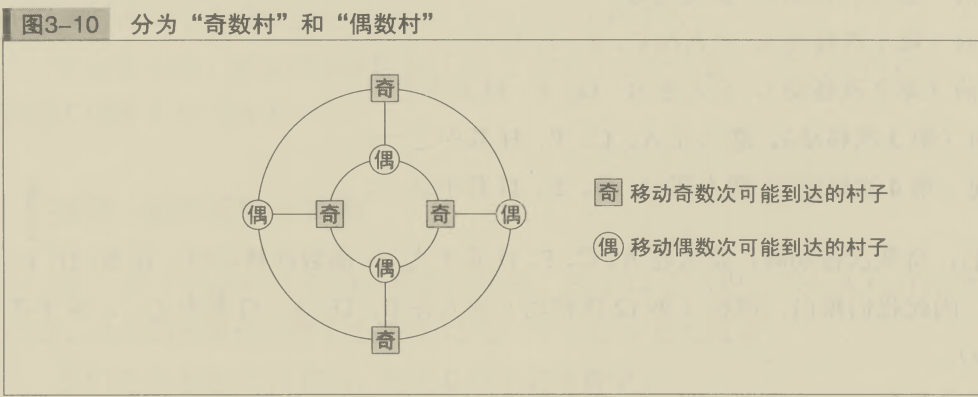 图3-10 分为“奇数村”和“偶数村”
奇
偶
偶 奇 奇 偶
偶
奇
奇 移动奇数次可能到达的村子
偶 移动偶数次可能到达的村子